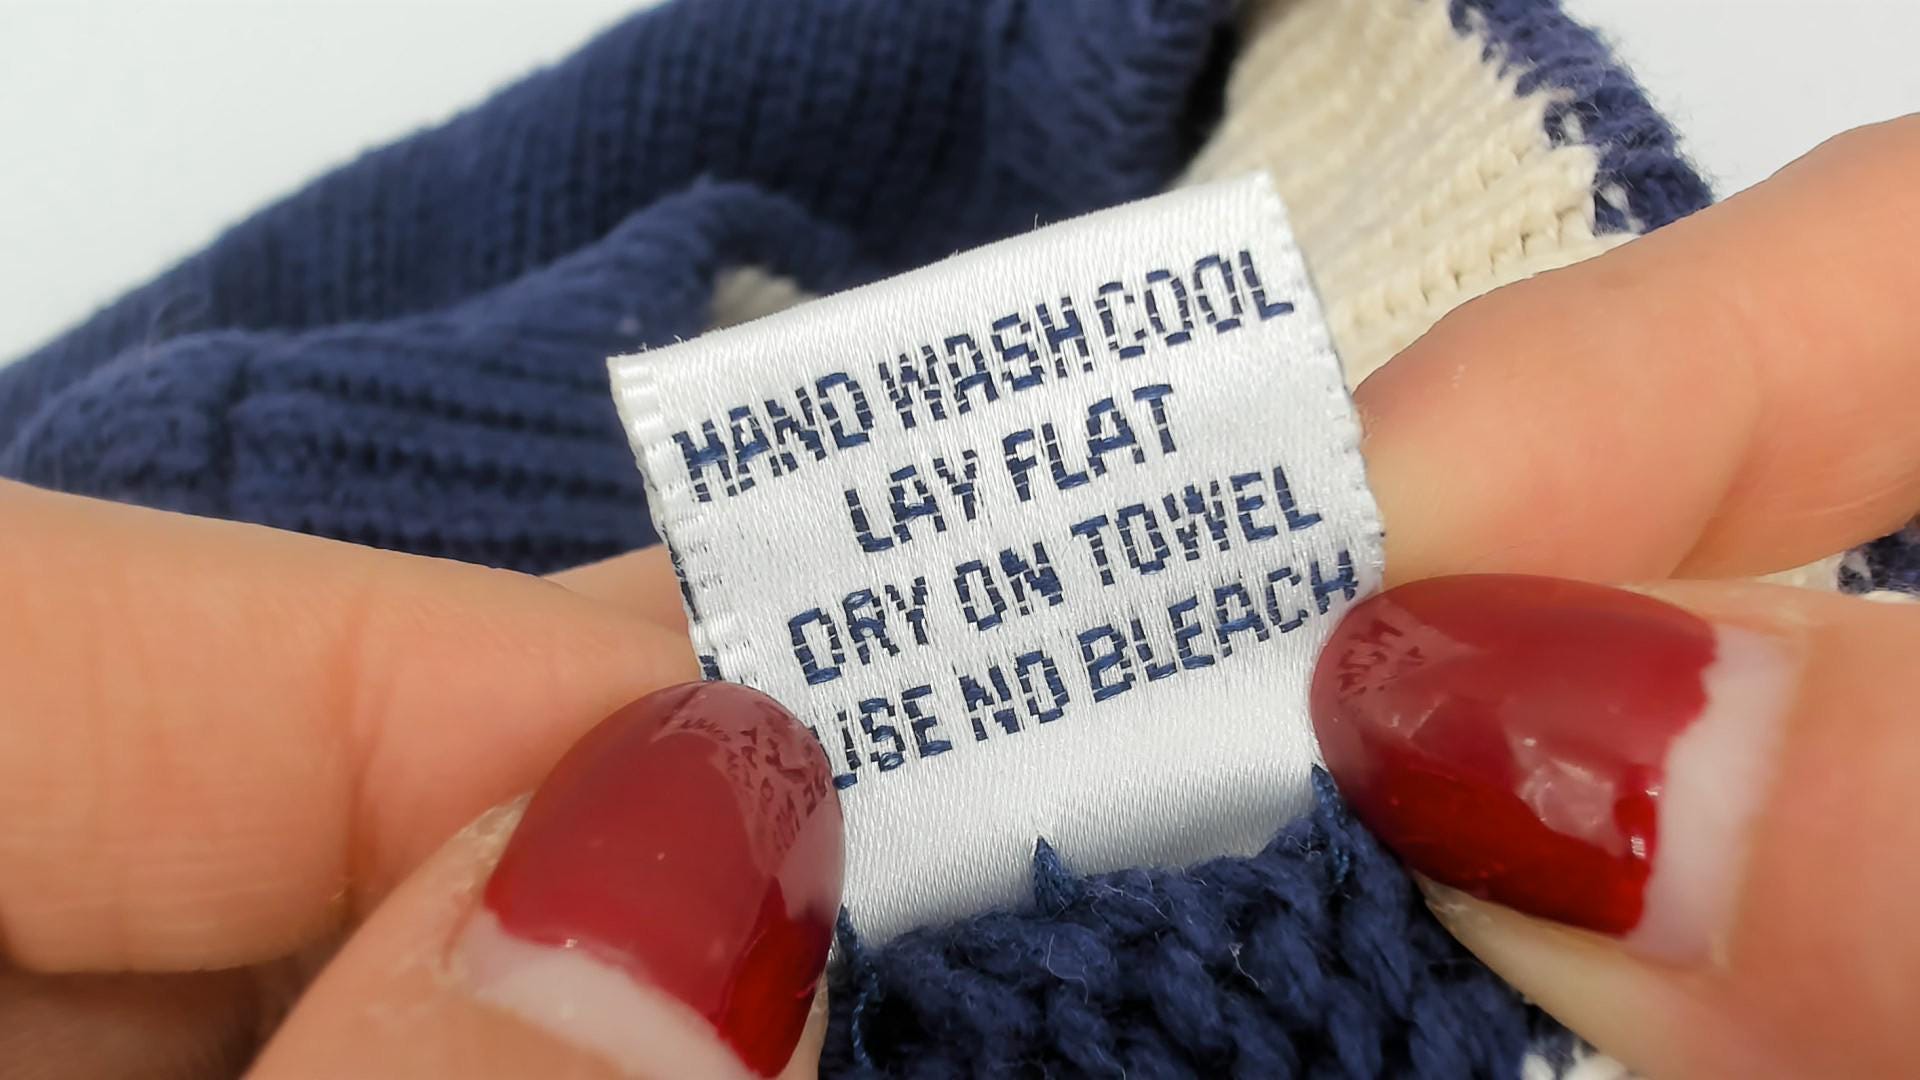 HAND WASH COOL
LAY FLAT
DRY ON TOWEL
USE NO BLEACH